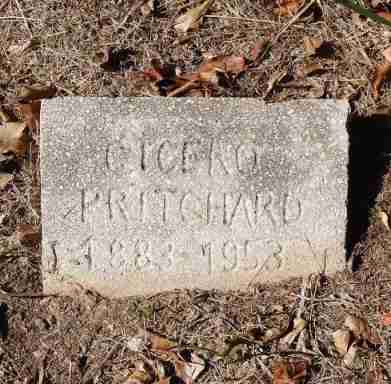 CICERO
PRITCHARD
1883-1953